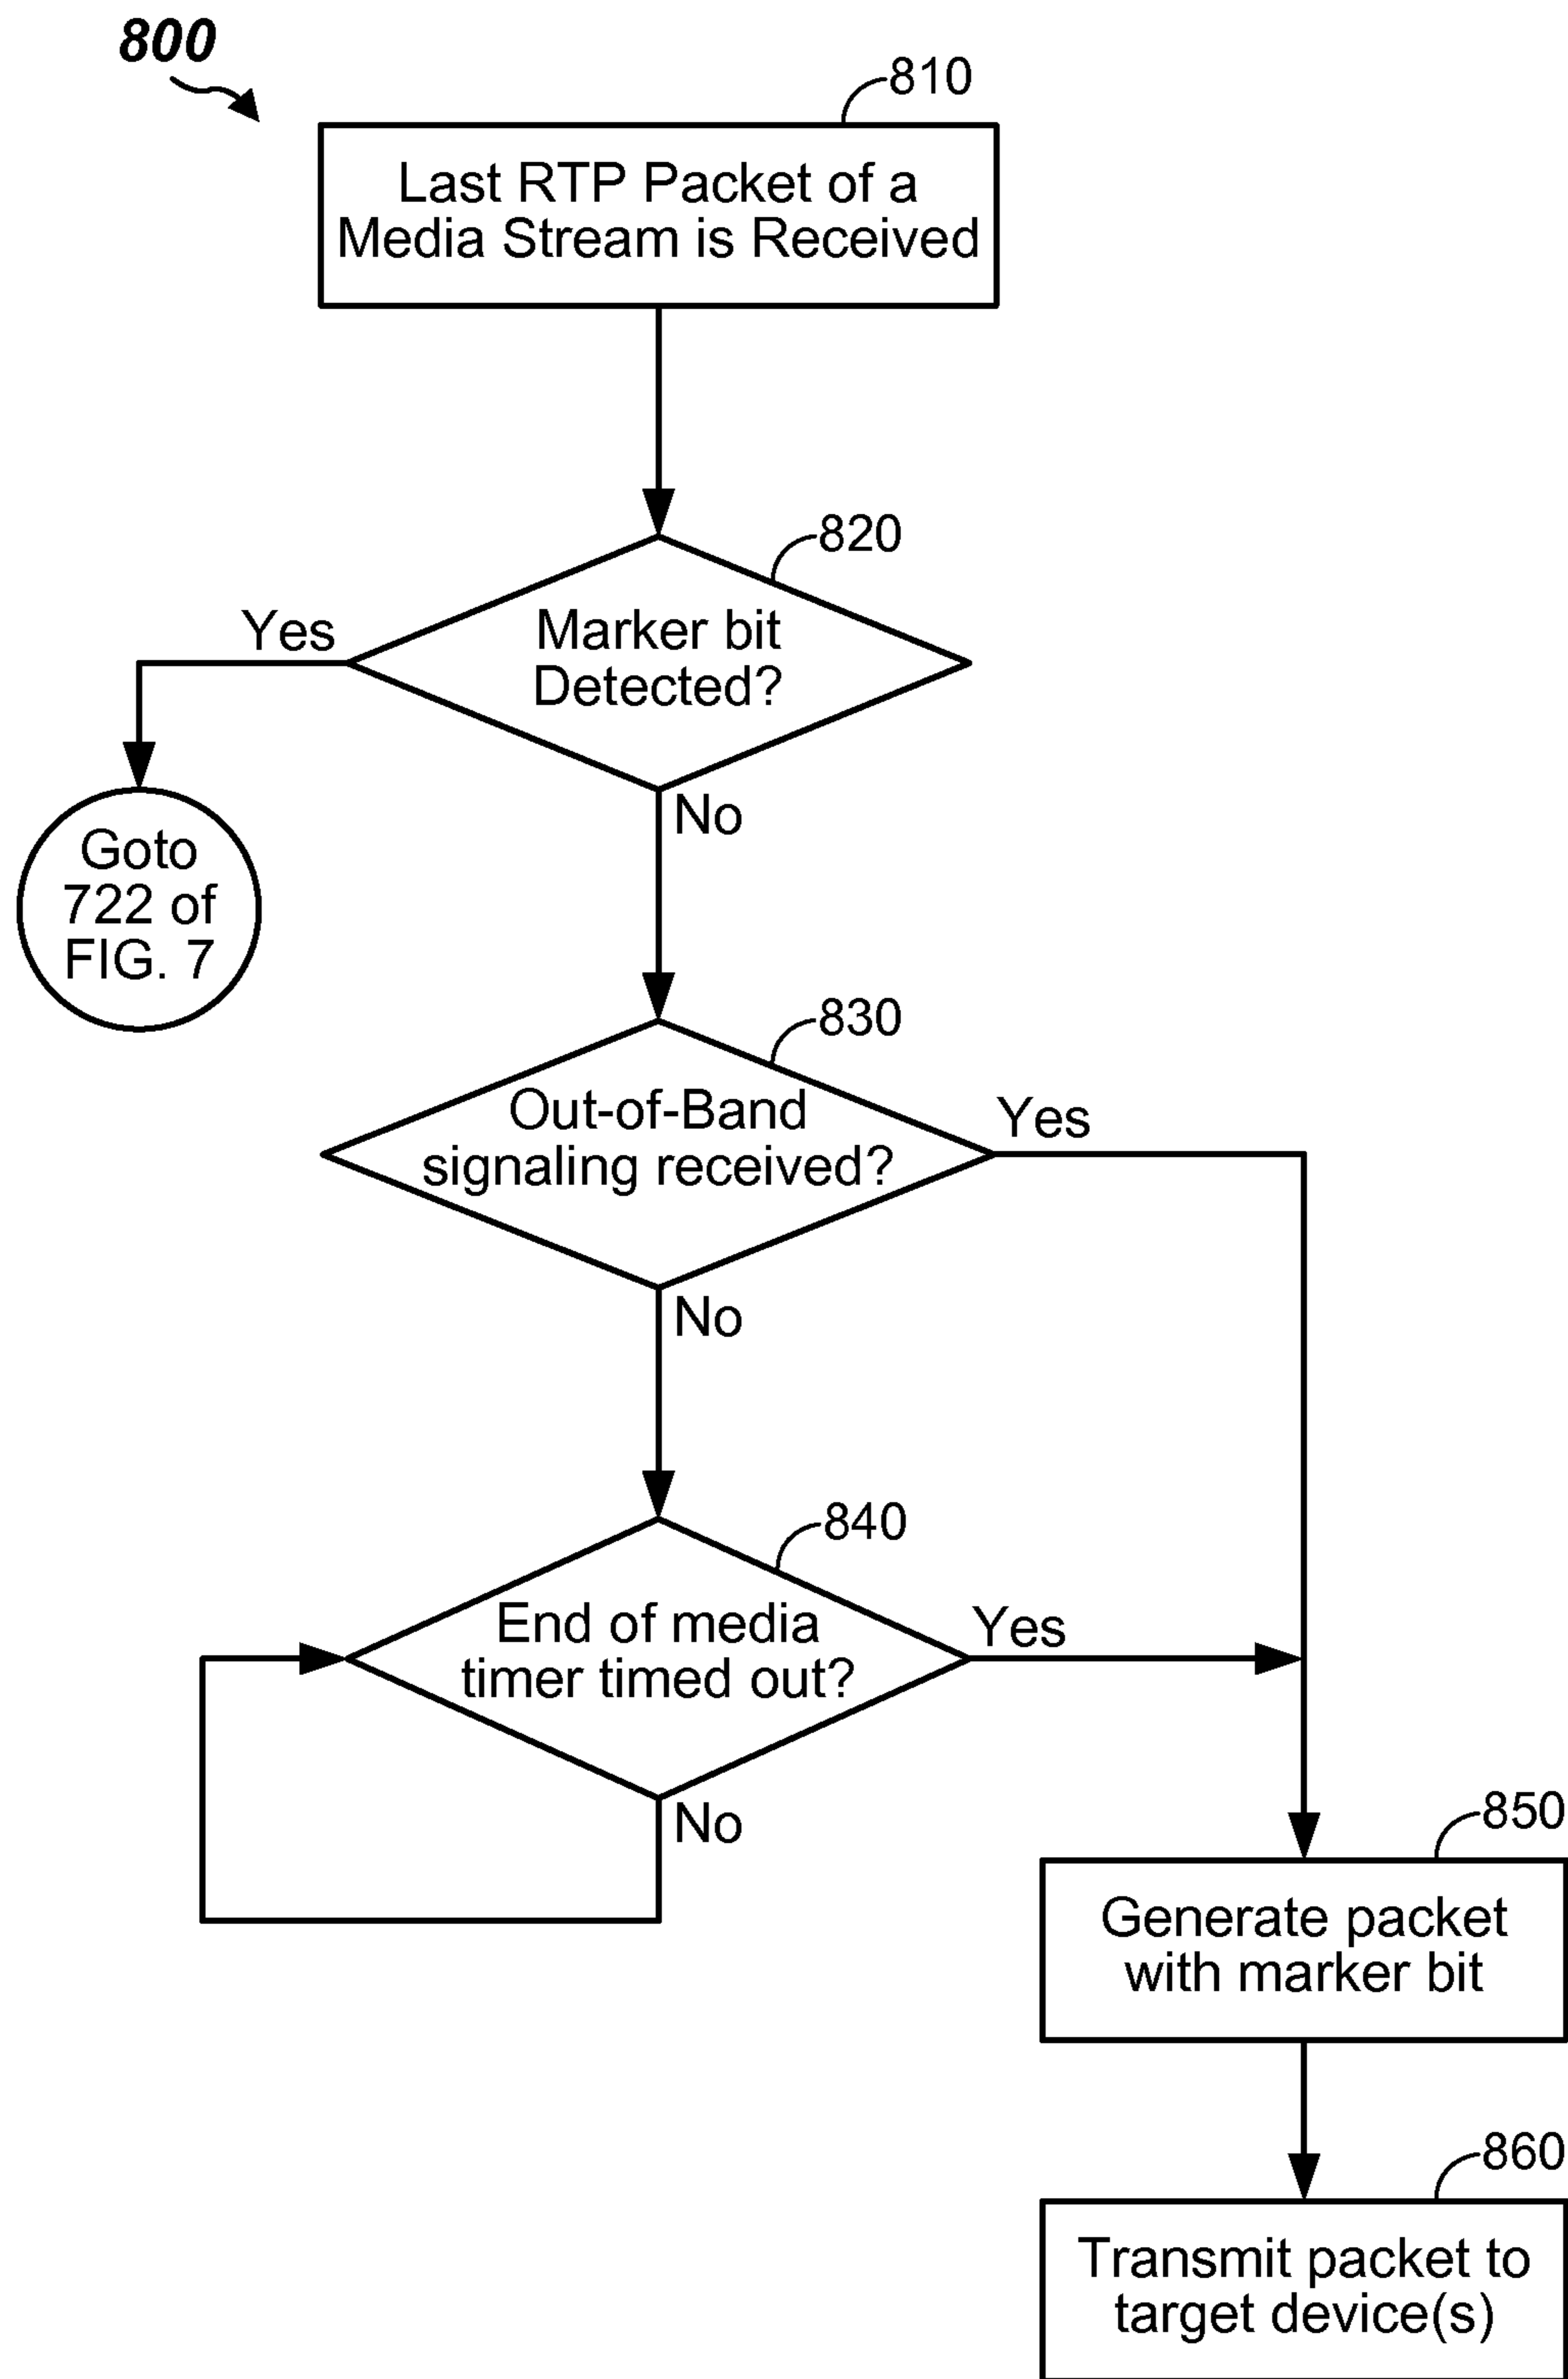 800
810
Last RTP Packet of a
Media Stream is Received
820
Marker bit
Detected?
Yes
No
Goto
722 of
FIG. 7
830
Out-of-Band
signaling received?
Yes
No
840
End of media
timer timed out?
Yes
No
850
Generate packet
with marker bit
860
Transmit packet to
target device(s)